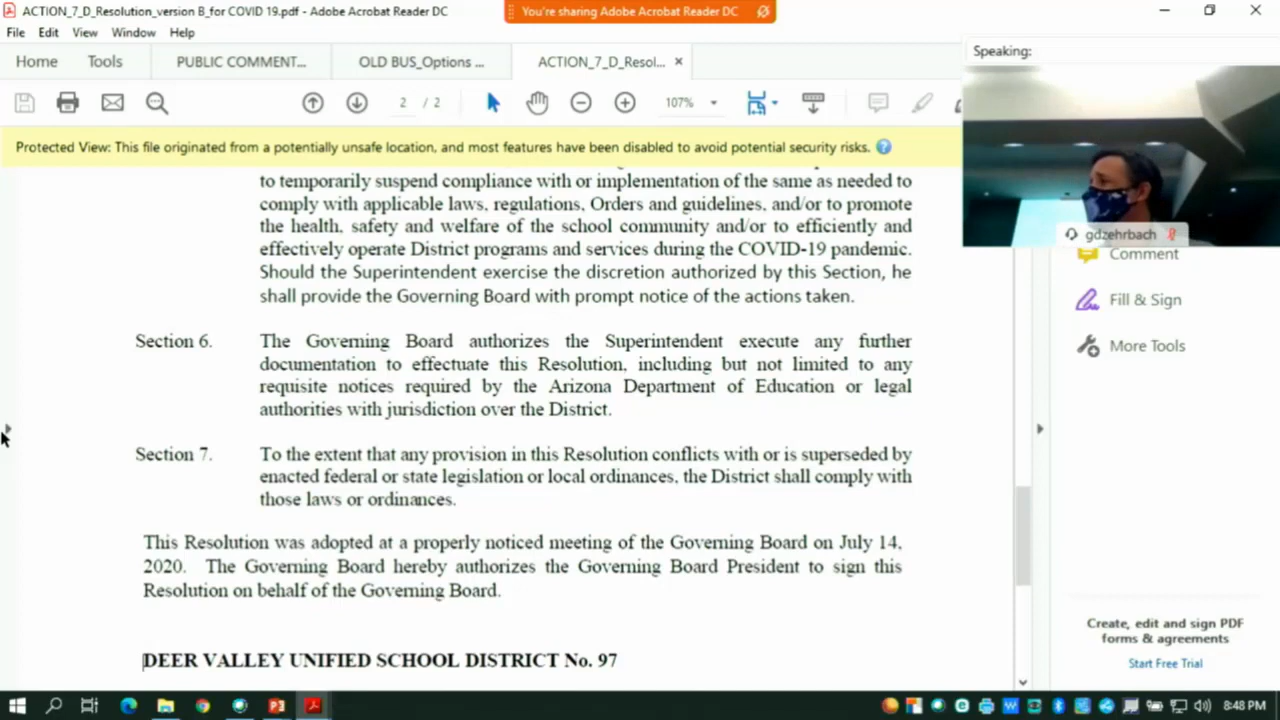 ACTION_7_D_Resolution_version B_for COVID 19.pdf - Adobe Acrobat Reader DC
You're sharing Adobe Acrobat Reader DC
File Edit View Window Help
Home Tools PUBLIC COMMENT... OLD BUS_Options ... ACTION_7_D_Resol... ×
Speaking:
2 / 2 107%
Protected View: This file originated from a potentially unsafe location, and most features have been disabled to avoid potential security risks.
to temporarily suspend compliance with or implementation of the same as needed to
comply with applicable laws, regulations, Orders and guidelines, and/or to promote
the health, safety and welfare of the school community and/or to efficiently and
effectively operate District programs and services during the COVID-19 pandemic.
Should the Superintendent exercise the discretion authorized by this Section, he
shall provide the Governing Board with prompt notice of the actions taken.
gdzehrbach
Comment
Fill & Sign
More Tools
Section 6. The Governing Board authorizes the Superintendent execute any further
documentation to effectuate this Resolution, including but not limited to any
requisite notices required by the Arizona Department of Education or legal
authorities with jurisdiction over the District.
Section 7. To the extent that any provision in this Resolution conflicts with or is superseded by
enacted federal or state legislation or local ordinances, the District shall comply with
those laws or ordinances.
This Resolution was adopted at a properly noticed meeting of the Governing Board on July 14,
2020. The Governing Board hereby authorizes the Governing Board President to sign this
Resolution on behalf of the Governing Board.
DEER VALLEY UNIFIED SCHOOL DISTRICT No. 97
Create, edit and sign PDF
forms & agreements
Start Free Trial
8:48 PM